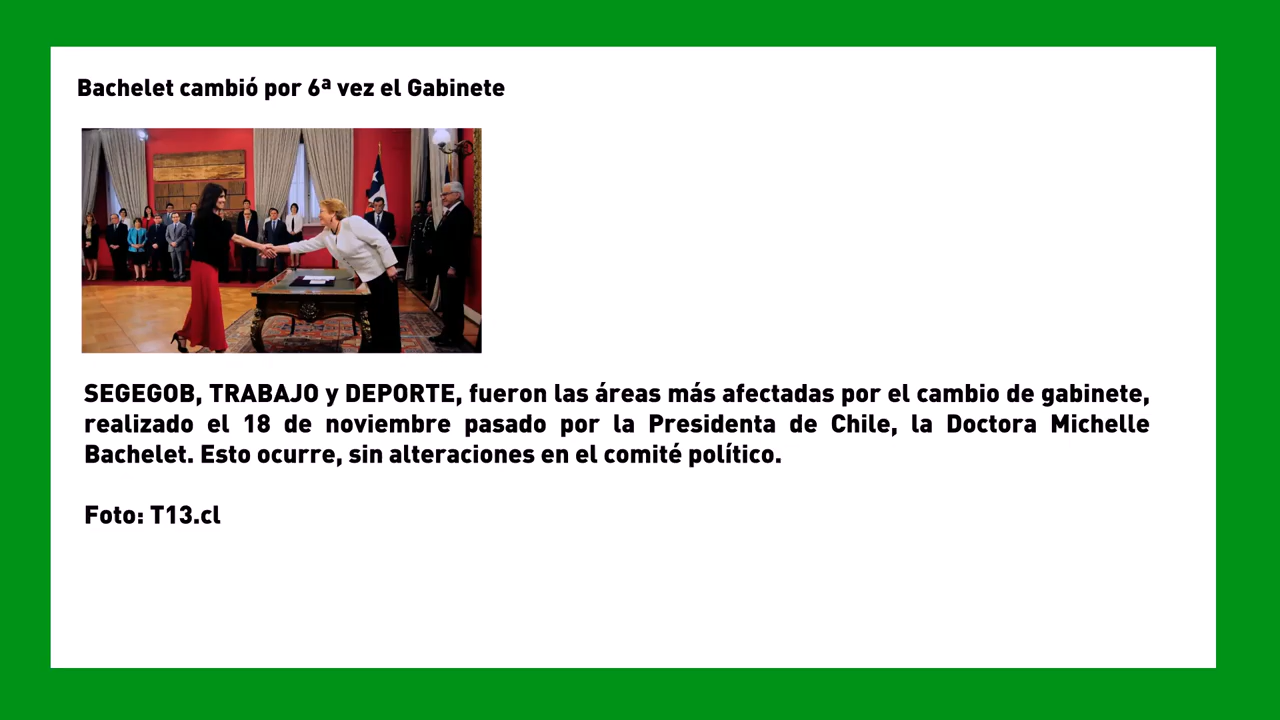 Bachelet cambió por 6ª vez el Gabinete
SEGEGOB, TRABAJO y DEPORTE, fueron las áreas más afectadas por el cambio de gabinete,
realizado el 18 de noviembre pasado por la Presidenta de Chile, la Doctora Michelle
Bachelet. Esto ocurre, sin alteraciones en el comité político.
Foto: T13.cl